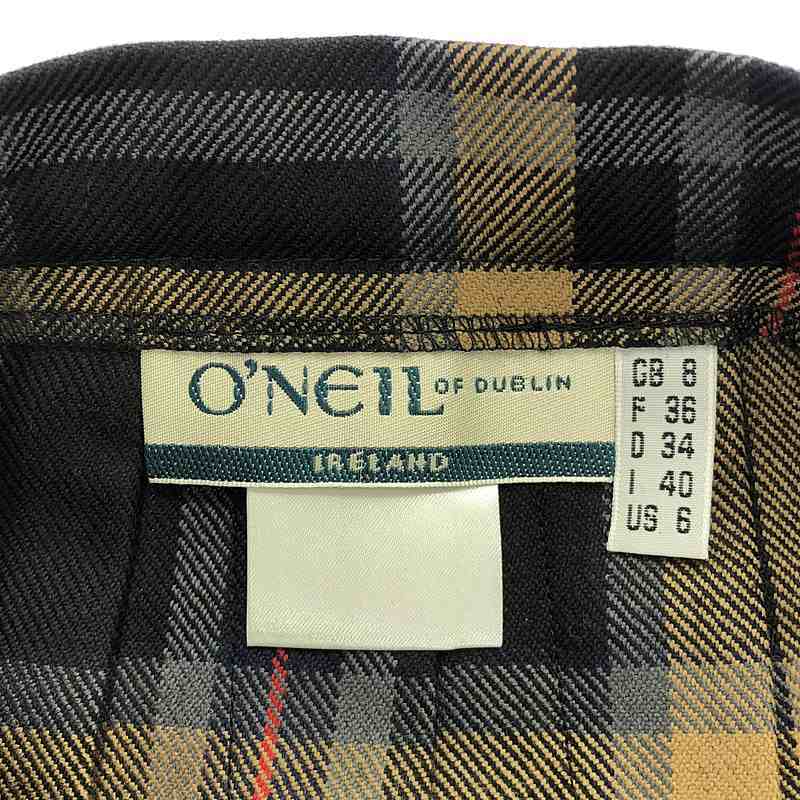 O'NEIL OF DUBLIN
IRELAND
GB 8
F 36
D 34
I 40
US 6